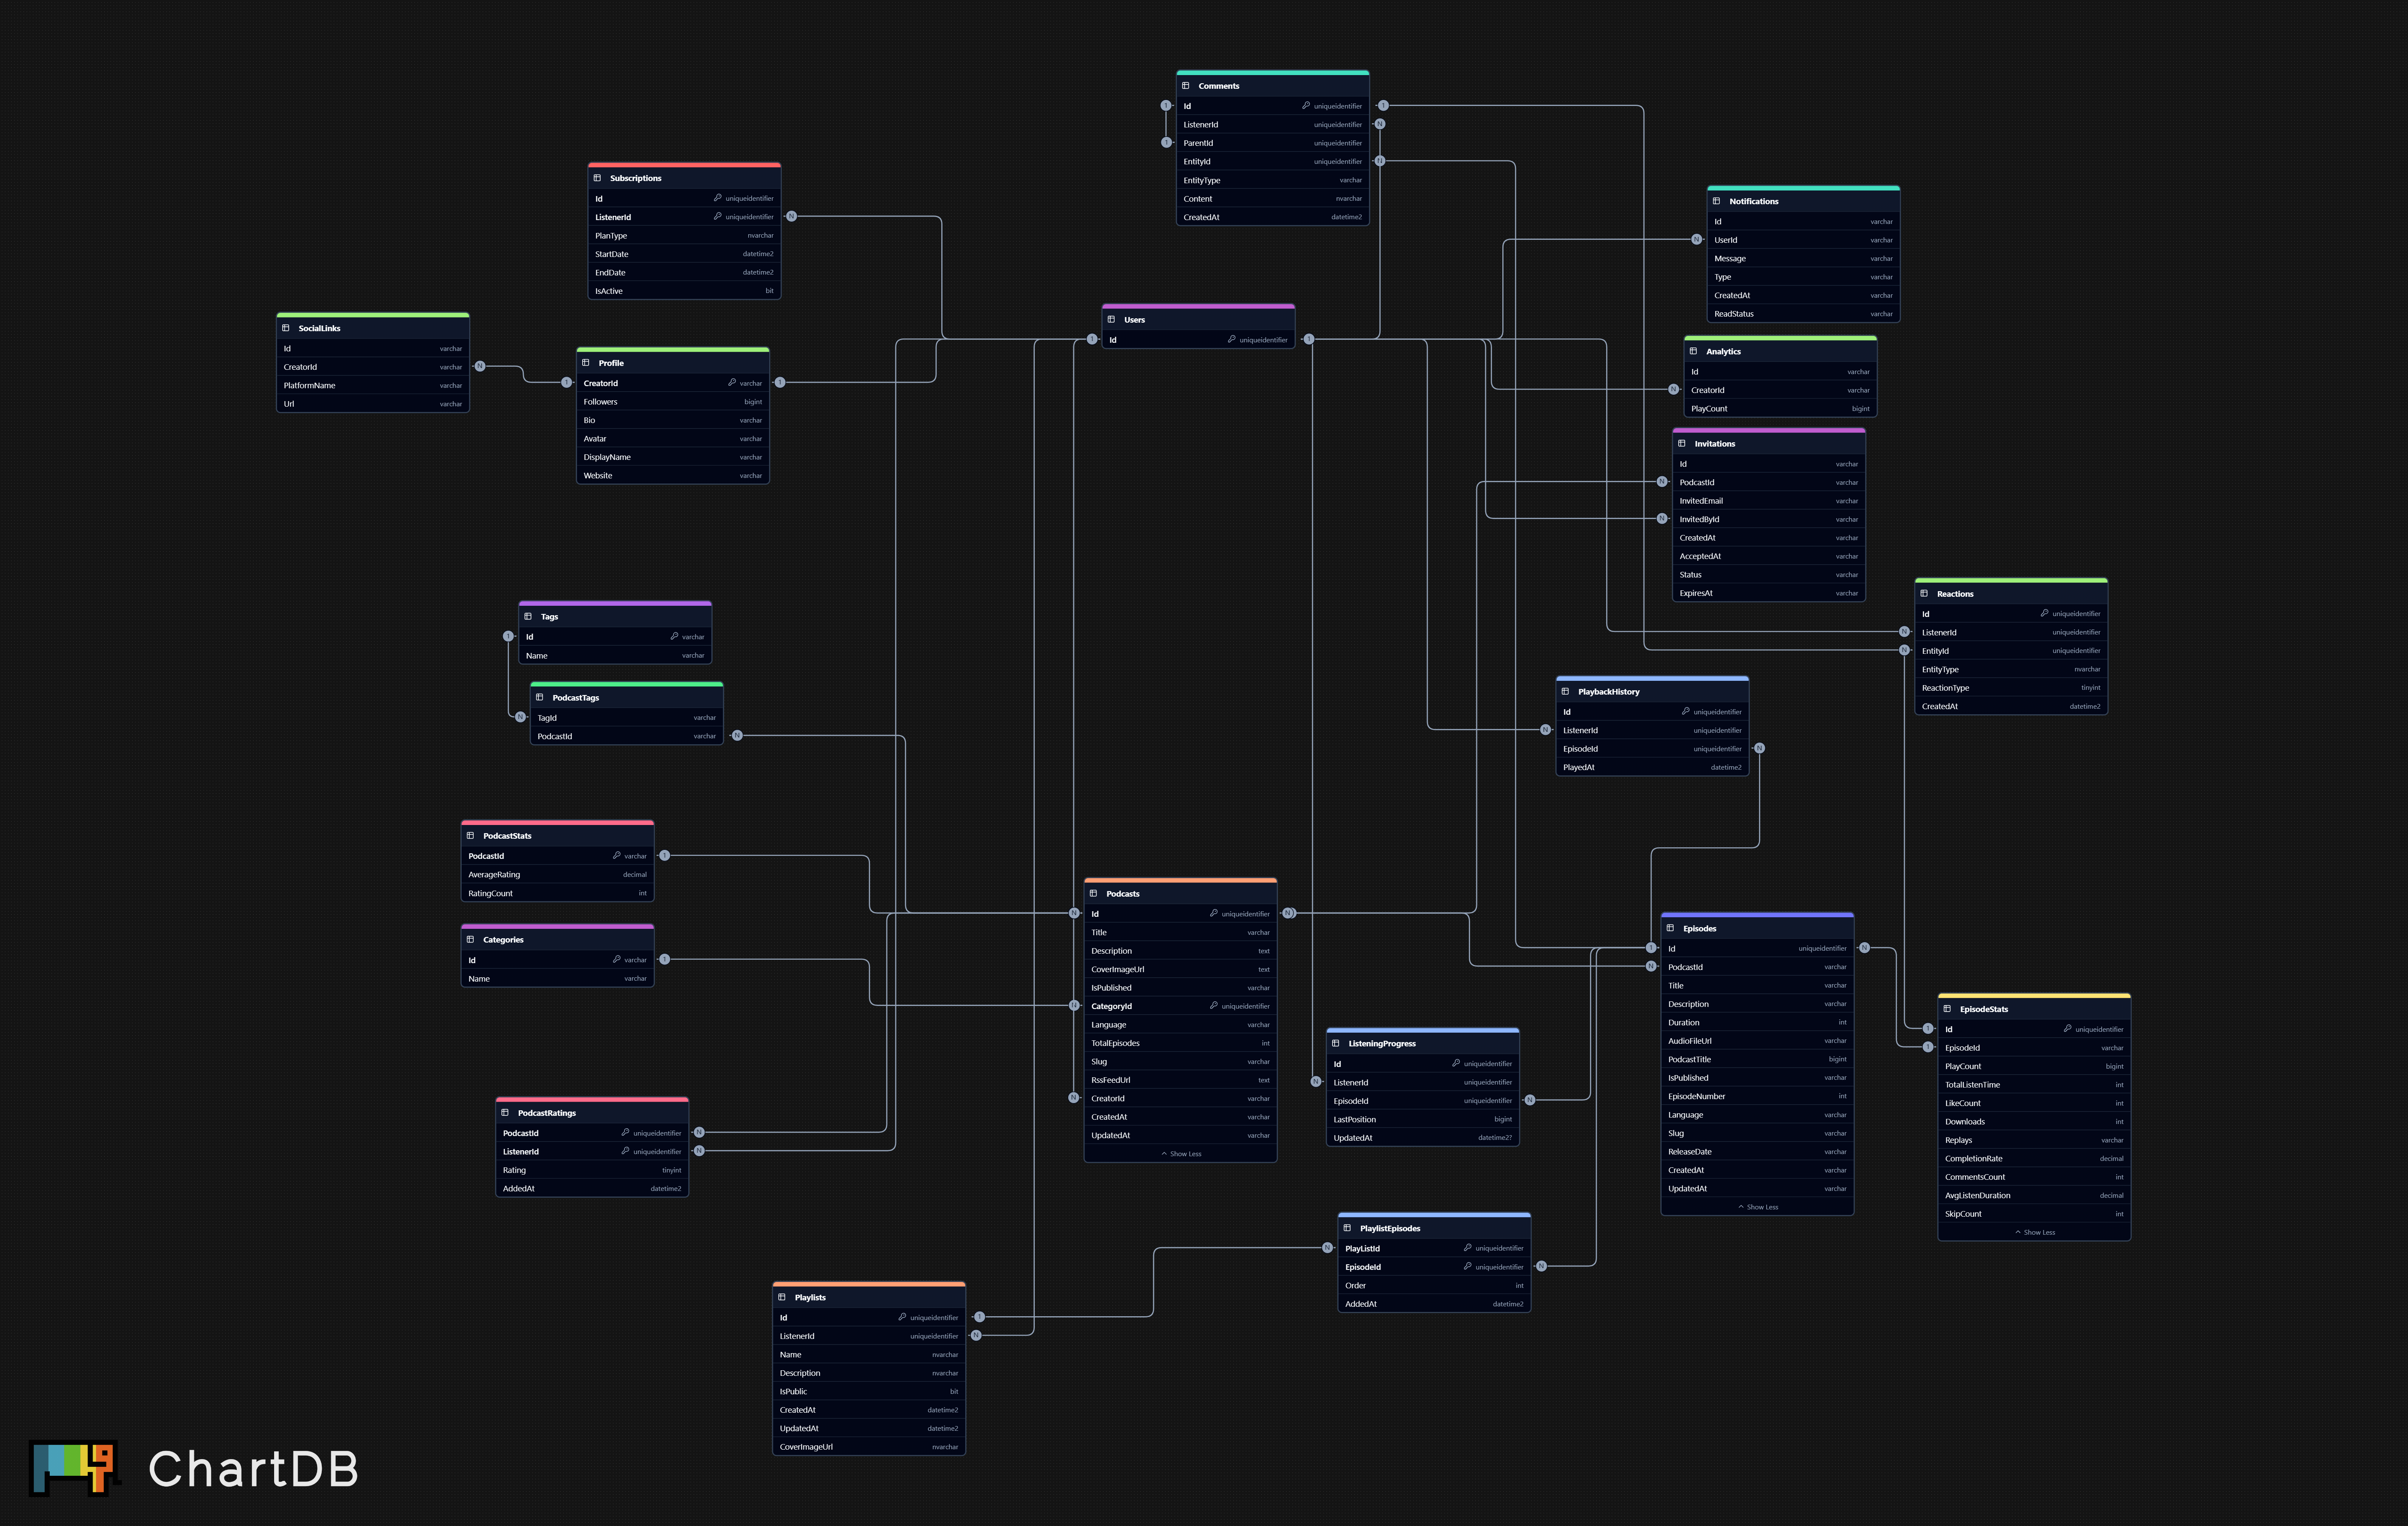 Comments
Id uniqueidentifier
ListenerId uniqueidentifier
ParentId uniqueidentifier
EntityId uniqueidentifier
EntityType varchar
Content nvarchar
CreatedAt datetime2
Subscriptions
Id uniqueidentifier
ListenerId uniqueidentifier
PlanType nvarchar
StartDate datetime2
EndDate datetime2
IsActive bit
Notifications
Id varchar
UserId varchar
Message varchar
Type varchar
CreatedAt varchar
ReadStatus varchar
Users
Id uniqueidentifier
SocialLinks
Id varchar
CreatorId varchar
PlatformName varchar
Url varchar
Profile
CreatorId varchar
Followers bigint
Bio varchar
Avatar varchar
DisplayName varchar
Website varchar
Analytics
Id varchar
CreatorId varchar
PlayCount bigint
Invitations
Id varchar
PodcastId varchar
InvitedEmail varchar
InvitedById varchar
CreatedAt varchar
AcceptedAt varchar
Status varchar
ExpiresAt varchar
Reactions
Id uniqueidentifier
ListenerId uniqueidentifier
EntityId uniqueidentifier
EntityType nvarchar
ReactionType tinyint
CreatedAt datetime2
Tags
Id varchar
Name varchar
PodcastTags
TagId varchar
PodcastId varchar
PlaybackHistory
Id uniqueidentifier
ListenerId uniqueidentifier
EpisodeId uniqueidentifier
PlayedAt datetime2
PodcastStats
PodcastId varchar
AverageRating decimal
RatingCount int
Categories
Id varchar
Name varchar
Podcasts
Id uniqueidentifier
Title varchar
Description text
CoverImageUrl text
IsPublished varchar
CategoryId uniqueidentifier
Language varchar
TotalEpisodes int
Slug varchar
RssFeedUrl text
CreatorId varchar
CreatedAt varchar
UpdatedAt varchar
Show Less
Episodes
Id uniqueidentifier
PodcastId varchar
Title varchar
Description varchar
Duration int
AudioFileUrl varchar
PodcastTitle bigint
IsPublished varchar
EpisodeNumber int
Language varchar
Slug varchar
ReleaseDate varchar
CreatedAt varchar
UpdatedAt varchar
Show Less
EpisodeStats
Id uniqueidentifier
EpisodeId varchar
PlayCount bigint
TotalListenTime int
LikeCount int
Downloads int
Replays varchar
CompletionRate decimal
CommentsCount int
AvgListenDuration decimal
SkipCount int
Show Less
ListeningProgress
Id uniqueidentifier
ListenerId uniqueidentifier
EpisodeId uniqueidentifier
LastPosition bigint
UpdatedAt datetime2?
PodcastRatings
PodcastId uniqueidentifier
ListenerId uniqueidentifier
Rating tinyint
AddedAt datetime2
PlaylistEpisodes
PlayListId uniqueidentifier
EpisodeId uniqueidentifier
Order int
AddedAt datetime2
Playlists
Id uniqueidentifier
ListenerId uniqueidentifier
Name nvarchar
Description nvarchar
IsPublic bit
CreatedAt datetime2
UpdatedAt datetime2
CoverImageUrl nvarchar
ChartDB